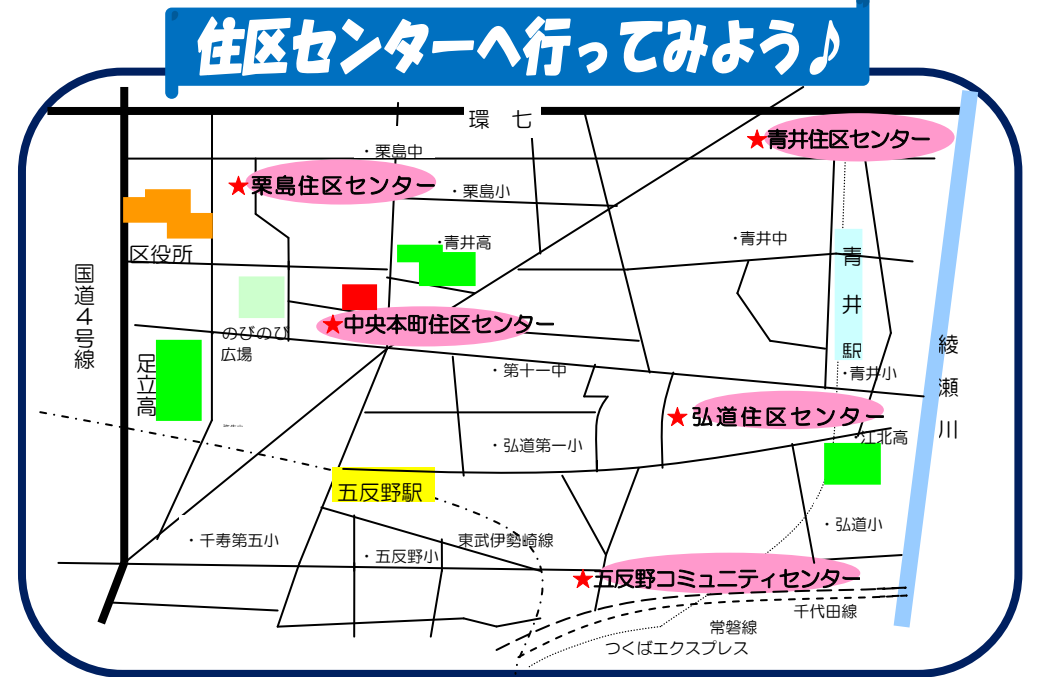 住区センターへ行ってみよう♪
環　七
★青井住区センター
・栗島中
★栗島住区センター
・栗島小
・青井高
・青井中
区役所
青井駅
国道４号線
のびのび
広場
★中央本町住区センター
綾瀬川
足立高
・第十一中
・青井小
★弘道住区センター
・江北高
・弘道第一小
五反野駅
・弘道小
・千寿第五小
東武伊勢崎線
・五反野小
★五反野コミュニティセンター
千代田線
常磐線
つくばエクスプレス